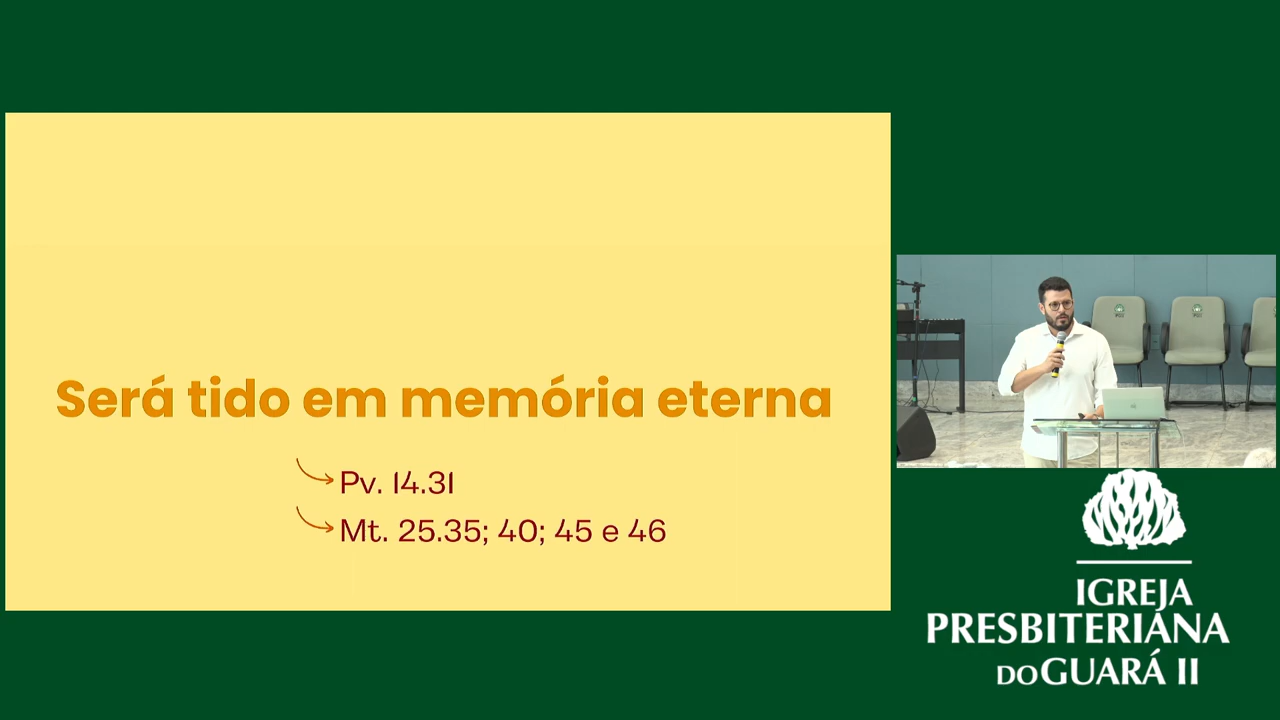 Será tido em memória eterna
Pv. 14.31
Mt. 25.35; 40; 45 e 46
IGREJA
PRESBITERIANA
DO GUARÁ II